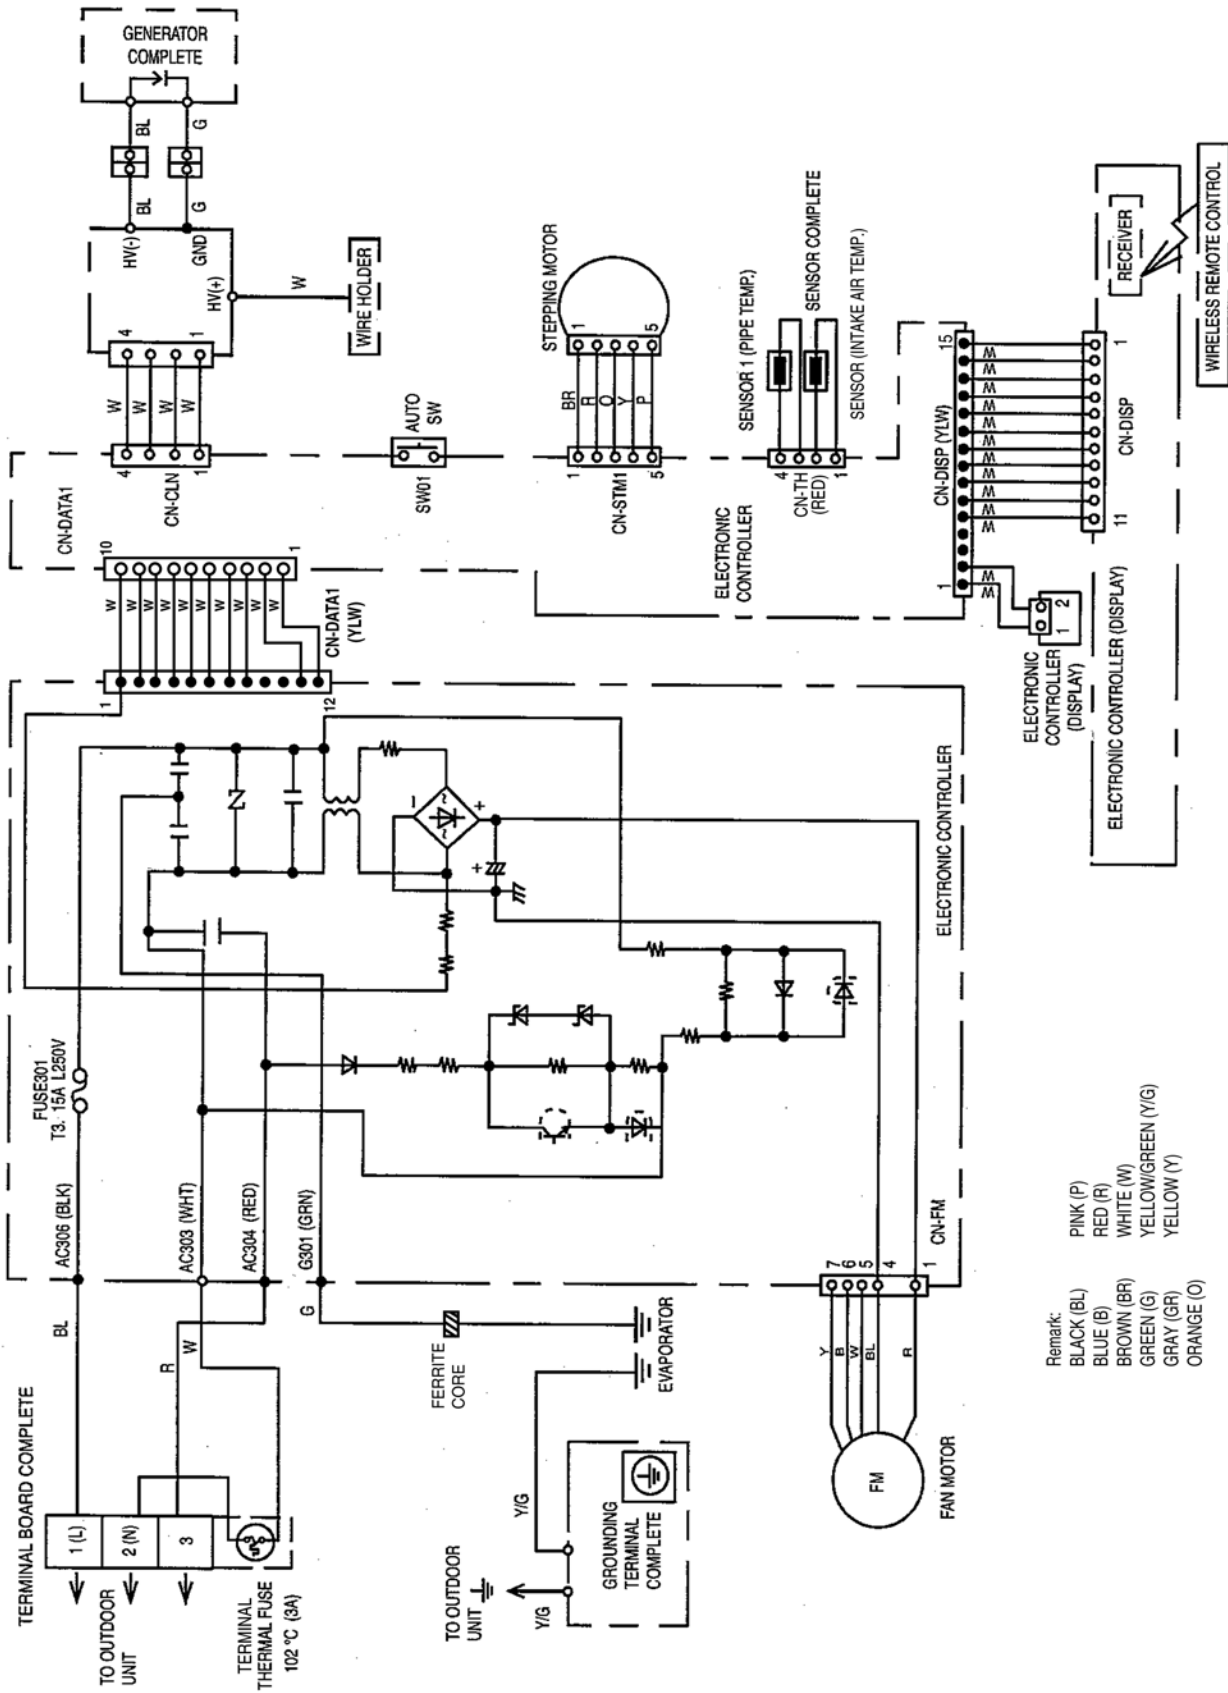 GENERATOR
COMPLETE
BL
G
BL
G
HV(-)
GND
HV(+)
W
WIRE HOLDER
4
1
W
W
W
W
4
1
CN-CLN
CN-DATA1
AUTO
SW
SW01
STEPPING MOTOR
1
5
BR
R
O
Y
P
1
5
CN-STM1
SENSOR 1 (PIPE TEMP.)
SENSOR COMPLETE
SENSOR (INTAKE AIR TEMP.)
4
1
CN-TH
(RED)
ELECTRONIC
CONTROLLER
10
1
W
W
W
W
W
W
W
CN-DATA1
(YLW)
1
12
CN-DISP (YLW)
15
1
W
W
W
W
W
W
W
W
W
W
W
W
1
11
CN-DISP
RECEIVER
WIRELESS REMOTE CONTROL
1
2
ELECTRONIC
CONTROLLER
(DISPLAY)
ELECTRONIC CONTROLLER (DISPLAY)
ELECTRONIC CONTROLLER
+
-
~
~
+
FUSE301
T3. 15A L250V
AC306 (BLK)
AC303 (WHT)
AC304 (RED)
G301 (GRN)
BL
R
W
G
TERMINAL BOARD COMPLETE
1 (L)
2 (N)
3
TO OUTDOOR
UNIT
TERMINAL
THERMAL FUSE
102 °C (3A)
FERRITE
CORE
EVAPORATOR
Y/G
GROUNDING
TERMINAL
COMPLETE
TO OUTDOOR
UNIT
Y/G
7
6
5
4
1
CN-FM
Y
B
W
BL
R
FM
FAN MOTOR
Remark:
BLACK (BL) PINK (P)
BLUE (B) RED (R)
BROWN (BR) WHITE (W)
GREEN (G) YELLOW/GREEN (Y/G)
GRAY (GR) YELLOW (Y)
ORANGE (O)